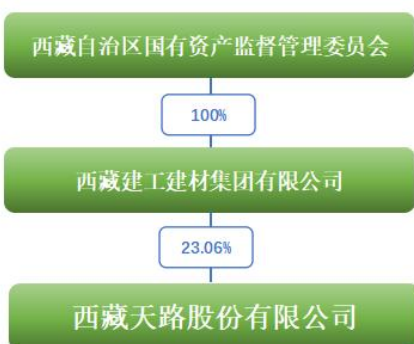 西藏自治区国有资产监督管理委员会
100%
西藏建工建材集团有限公司
23.06%
西藏天路股份有限公司